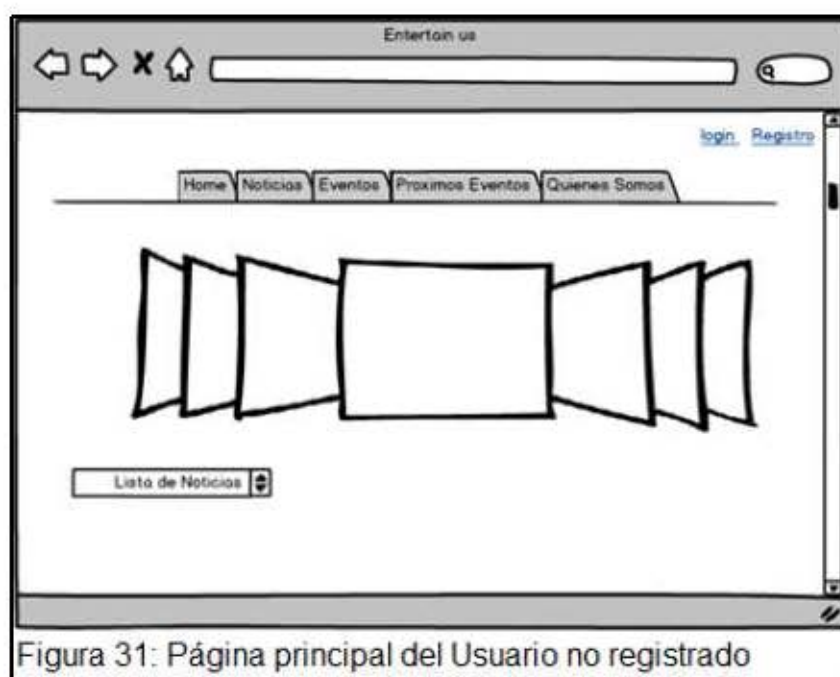 Entertain us
login Registro
Home Noticias Eventos Proximos Eventos Quienes Somos
Lista de Noticias
Figura 31: Página principal del Usuario no registrado